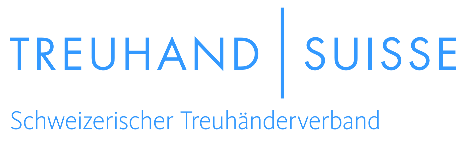 TREUHAND | SUISSE
Schweizerischer Treuhänderverband